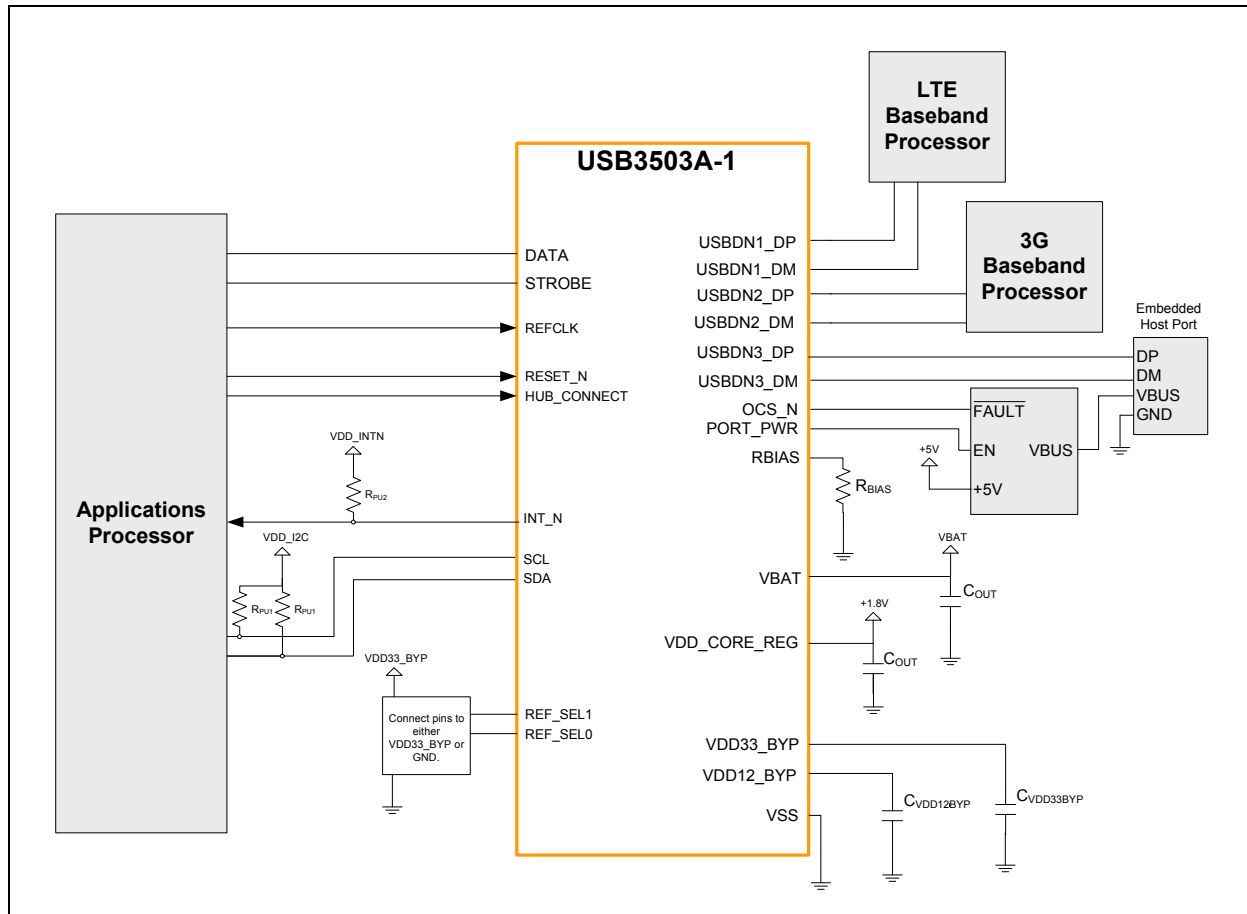 LTE
Baseband
Processor
USB3503A-1
3G
Baseband
Processor
Embedded
Host Port
DP
DM
VBUS
GND
Applications
Processor
DATA
STROBE
REFCLK
RESET_N
HUB_CONNECT
VDD_INTN
RPU2
INT_N
VDD_I2C
SCL
SDA
RPU1
RPU1
VDD33_BYP
Connect pins to
either
VDD33_BYP or
GND.
REF_SEL1
REF_SEL0
USBDN1_DP
USBDN1_DM
USBDN2_DP
USBDN2_DM
USBDN3_DP
USBDN3_DM
OCS_N
PORT_PWR
RBIAS
RBIAS
FAULT
EN
VBUS
+5V
+5V
VBAT
VBAT
COUT
+1.8V
VDD_CORE_REG
COUT
VDD33_BYP
VDD12_BYP
CVDD12BYP
CVDD33BYP
VSS